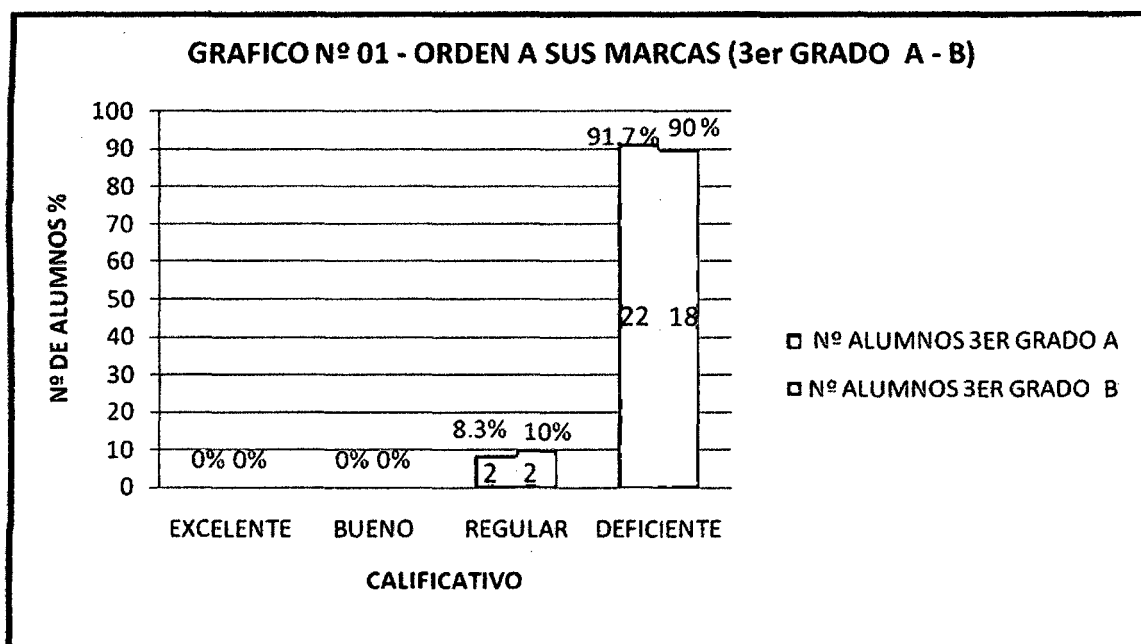 GRAFICO Nº 01 - ORDEN A SUS MARCAS (3er GRADO A - B)
Nº DE ALUMNOS %
100
90
80
70
60
50
40
30
20
10
0
0% 0%
0% 0%
8.3% 10%
2 2
91.7% 90%
22 18
EXCELENTE BUENO REGULAR DEFICIENTE
CALIFICATIVO
Nº ALUMNOS 3ER GRADO A
Nº ALUMNOS 3ER GRADO B